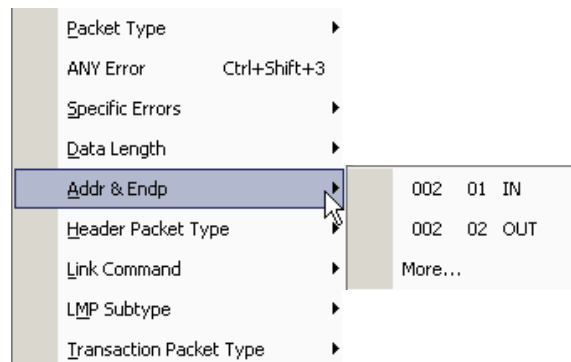 Packet Type
ANY Error Ctrl+Shift+3
Specific Errors
Data Length
Addr & Endp
002 01 IN
Header Packet Type
002 02 OUT
Link Command
More...
LMP Subtype
Transaction Packet Type